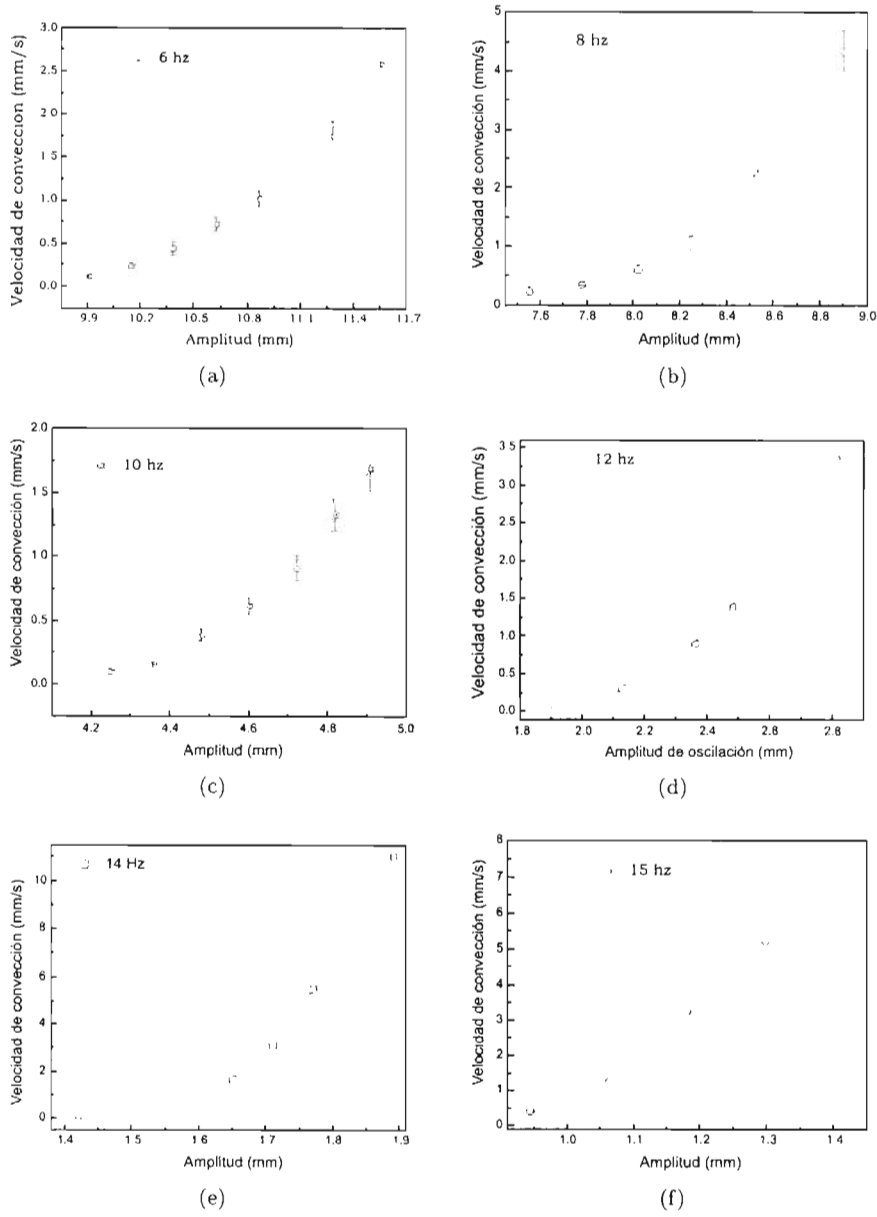 6 hz
Velocidad de conveccion (mm/s)
3.0
2.5
2 0
1.5
1.0
0.5
0.0
9.9 10.2 10.5 10.8 11.1 11.4 11.7
Amplitud (mm)
(a)
8 hz
Velocidad de convección (mm/s)
5
4
3
2
1
0
7.6 7.8 8.0 8.2 8.4 8.6 8.8 9.0
Amplitud (mm)
(b)
10 hz
Velocidad de convección (mm/s)
2.0
1 5
1.0
0.5
0.0
4.2 4.4 4.6 4.8 5.0
Amplitud (mm)
(c)
12 hz
Velocidad de convección (mm/s)
3 5
3.0
2.5
2.0
1.5
1.0
0.5
0.0
1.8 2.0 2.2 2.4 2.6 2.8
Amplitud de oscilación (mm)
(d)
14 Hz
Velocidad de convección (mm/s)
10
8
6
4
2
0
1.4 1.5 1 6 1.7 1.8 1.9
Amplitud (mm)
(e)
15 hz
Velocidad de convección (mm/s)
8
7
6
5
4
3
2
1
0
1.0 1.1 1.2 1.3 1 4
Amplitud (mm)
(f)